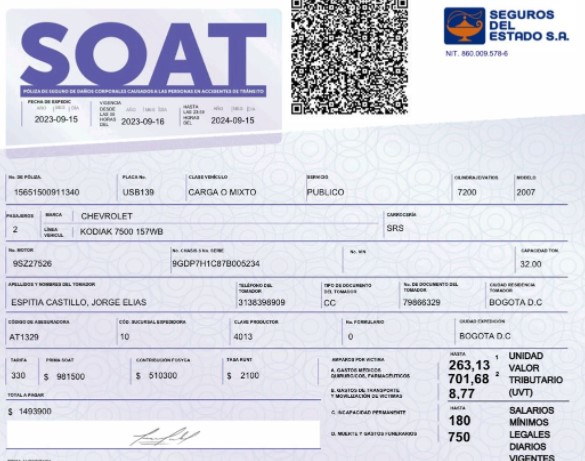 SOAT
SEGUROS
DEL
ESTADO S.A.
NIT. 860.009.578-6
PÓLIZA DE SEGURO DE DAÑOS CORPORALES CAUSADOS A LAS PERSONAS EN ACCIDENTES DE TRÁNSITO
FECHA DE EXPEDIC AÑO MES DIA VIGENCIA DESDE LAS 00 HORAS DEL HASTA LAS 23:59 HORAS DEL
2023-09-15 2023-09-16 2024-09-15
No. DE PÓLIZA PLACA No. CLASE VEHÍCULO SERVICIO CILINDRAJE/VATIOS MODELO
15651500911340 USB139 CARGA O MIXTO PUBLICO 7200 2007
PASAJEROS MARCA CHEVROLET CARROCERÍA
2 LÍNEA VEHICUL KODIAK 7500 157WB SRS
No. MOTOR No. CHASIS ó No. SERIE No. VIN CAPACIDAD TON.
9SZ27526 9GDP7H1C87B005234 32.00
APELLIDOS Y NOMBRES DEL TOMADOR TELÉFONO DEL TOMADOR TIPO DE DOCUMENTO DEL TOMADOR No. DE DOCUMENTO DEL TOMADOR CIUDAD RESIDENCIA TOMADOR
ESPITIA CASTILLO, JORGE ELIAS 3138398909 CC 79866329 BOGOTA D.C
CÓDIGO DE ASEGURADORA CÓD. SUCURSAL EXPEDIDORA CLAVE PRODUCTOR No. FORMULARIO CIUDAD EXPEDICIÓN
AT1329 10 4013 0 BOGOTA D.C
TARIFA PRIMA SOAT CONTRIBUCIÓN FOSYGA TASA RUNT AMPAROS POR VICTIMA HASTA
330 $ 981500 $ 510300 $ 2100
A. GASTOS MÉDICOS QUIRÚRGICOS, FARMACÉUTICOS 263,13 1 UNIDAD
701,68 2 VALOR
TRIBUTARIO
B. GASTOS DE TRANSPORTE Y MOVILIZACIÓN DE VICTIMAS 8,77 (UVT)
TOTAL A PAGAR
$ 1493900
C. INCAPACIDAD PERMANENTE HASTA 180 SALARIOS
MÍNIMOS
D. MUERTE Y GASTOS FUNERARIOS 750 LEGALES
DIARIOS
VIGENTES